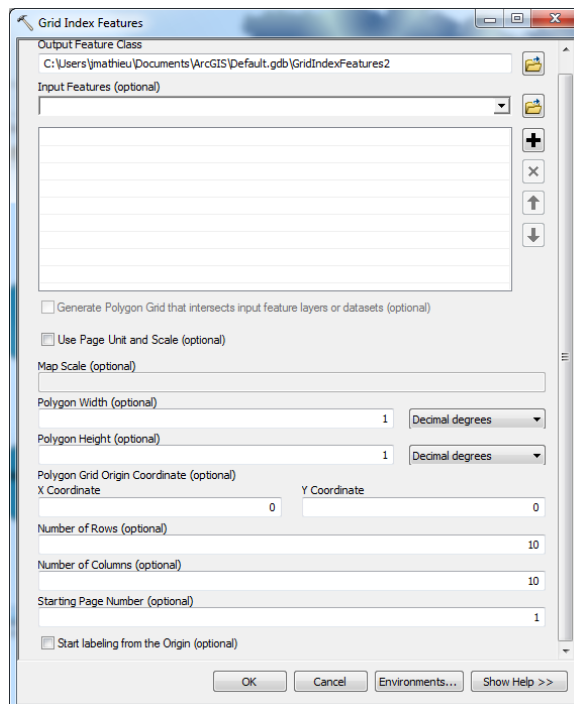 Grid Index Features
Output Feature Class
C:\Users\jmathieu\Documents\ArcGIS\Default.gdb\GridIndexFeatures2
Input Features (optional)
Generate Polygon Grid that intersects input feature layers or datasets (optional)
Use Page Unit and Scale (optional)
Map Scale (optional)
Polygon Width (optional)
1 Decimal degrees
Polygon Height (optional)
1 Decimal degrees
Polygon Grid Origin Coordinate (optional)
X Coordinate Y Coordinate
0 0
Number of Rows (optional)
10
Number of Columns (optional)
10
Starting Page Number (optional)
1
Start labeling from the Origin (optional)
OK Cancel Environments... Show Help >>